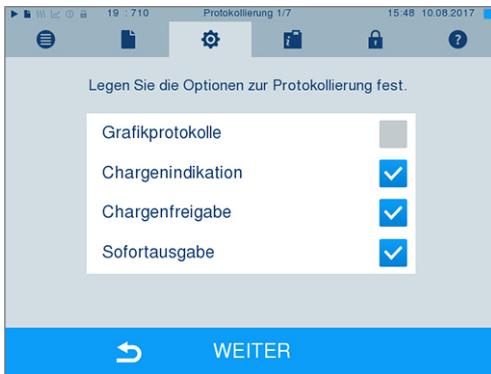 19 : 710 Protokollierung 1/7 15:48 10.08.2017
Legen Sie die Optionen zur Protokollierung fest.
Grafikprotokolle
Chargenindikation
Chargenfreigabe
Sofortausgabe
WEITER